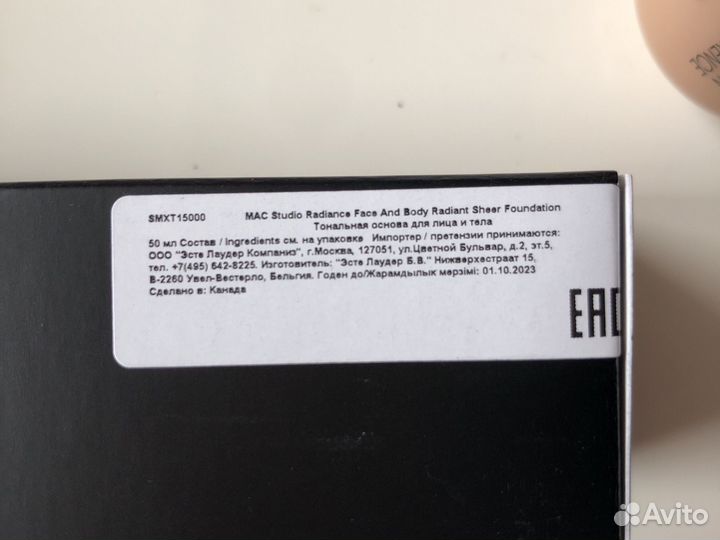 ENCE
SMXT15000 MAC Studio Radiance Face And Body Radiant Sheer Foundation
Тональная основа для лица и тела
50 мл Состав / Ingredients см. на упаковке Импортер / претензии принимаются:
ООО "Эсте Лаудер Компаниз", г.Москва, 127051, ул.Цветной Бульвар, д.2, эт.5,
тел. +7(495) 642-8225. Изготовитель: "Эсте Лаудер Б.В." Нижверхестраат 15,
В-2260 Увел-Вестерло, Бельгия. Годен до/Жарамдылык мерзімі: 01.10.2023
Сделано в: Канада
EAC
Avito